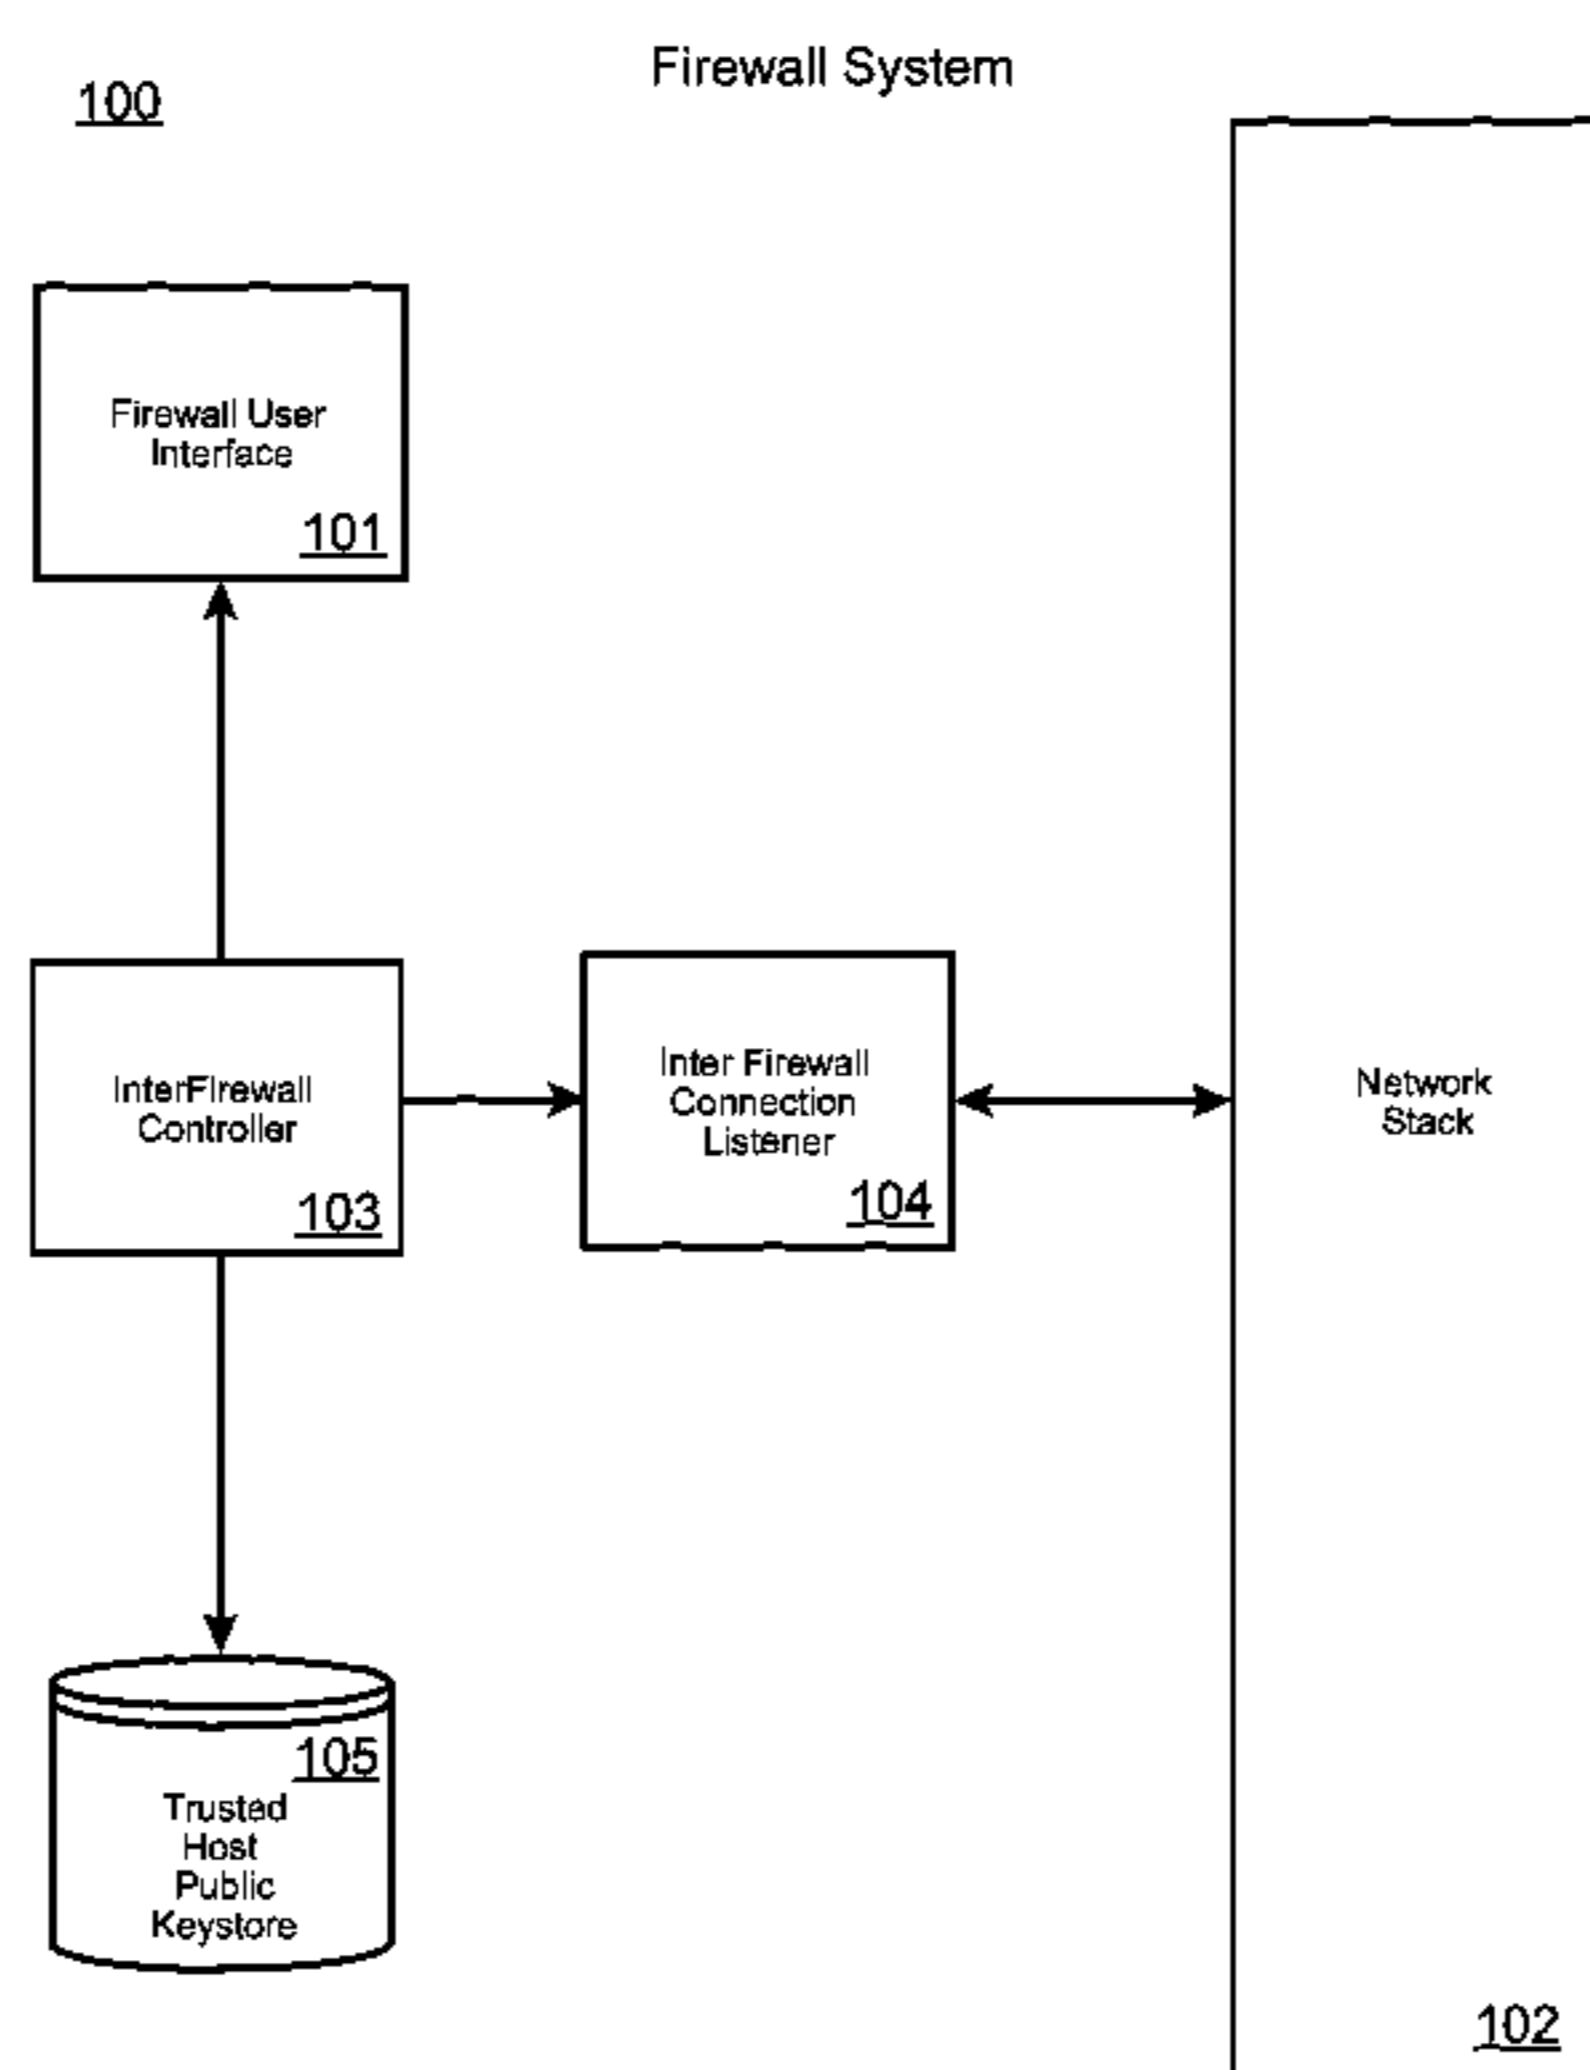 Firewall System
100
Firewall User
Interface
101
InterFirewall
Controller
103
Inter Firewall
Connection
Listener
104
Network
Stack
105
Trusted
Host
Public
Keystore
102